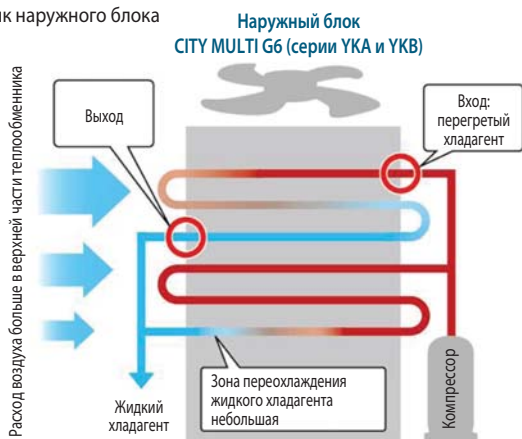 ик наружного блока
Наружный блок
CITY MULTI G6 (серии YKA и YKB)
Выход
Вход:
перегретый
хладагент
Расход воздуха больше в верхней части теплообменника
Зона переохлаждения
жидкого хладагента
небольшая
Жидкий
хладагент
Компрессор